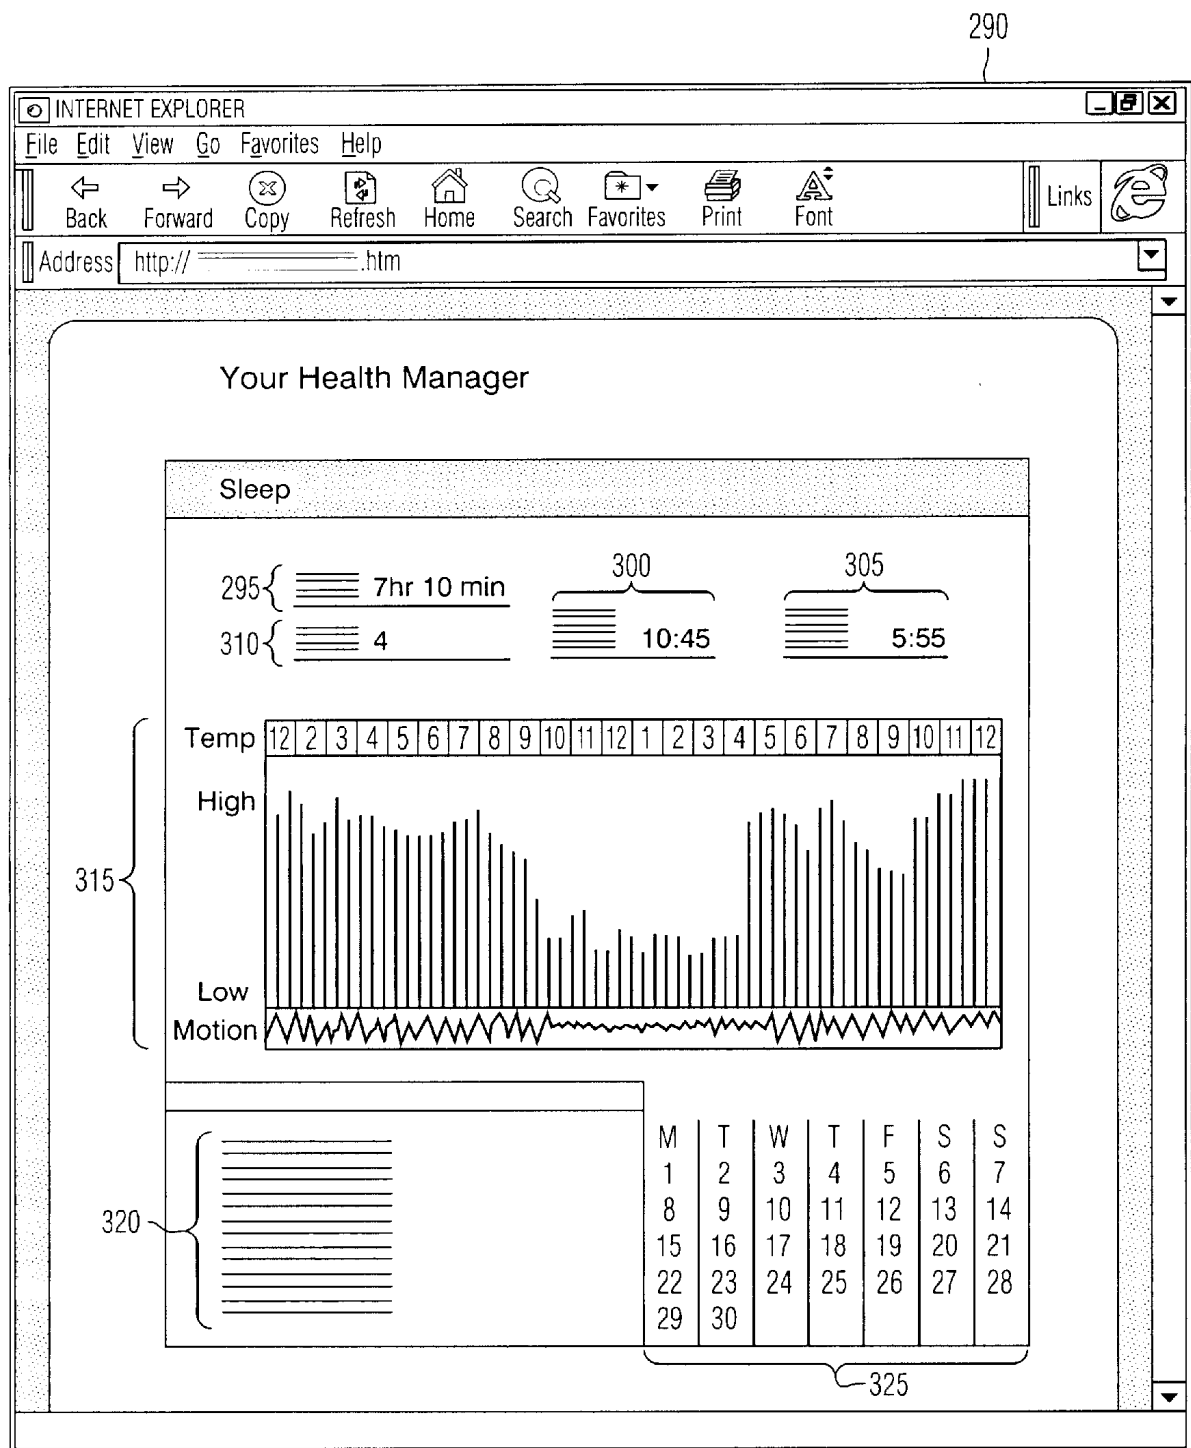 290
INTERNET EXPLORER
File Edit View Go Favorites Help
Back Forward Copy Refresh Home Search Favorites Print Font Links
Address http:// .htm
Your Health Manager
Sleep
295 7hr 10 min 300 305
310 4 10:45 5:55
Temp 12 2 3 4 5 6 7 8 9 10 11 12 1 2 3 4 5 6 7 8 9 10 11 12
High
315
Low
Motion
M T W T F S S
1 2 3 4 5 6 7
320 8 9 10 11 12 13 14
15 16 17 18 19 20 21
22 23 24 25 26 27 28
29 30
325